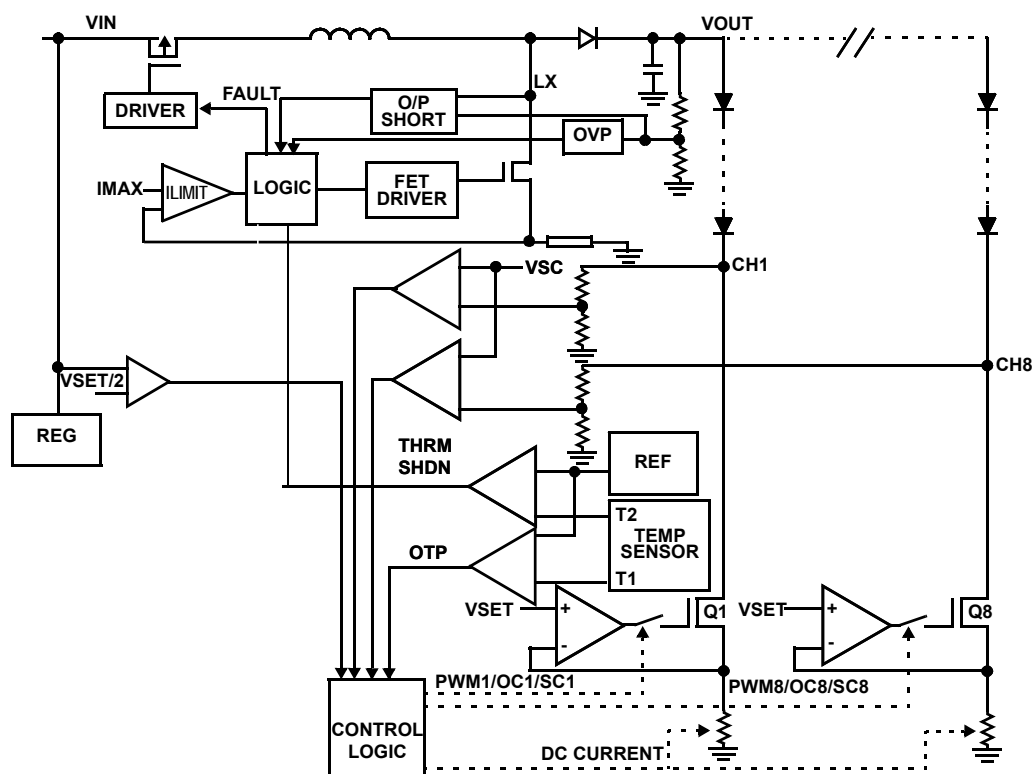 VIN
VOUT
LX
FAULT
DRIVER
O/P
SHORT
OVP
IMAX
ILIMIT
LOGIC
FET
DRIVER
VSC
CH1
CH8
VSET/2
REG
THRM
SHDN
REF
T2
TEMP
SENSOR
T1
OTP
VSET
+
-
Q1
VSET
+
-
Q8
PWM1/OC1/SC1
PWM8/OC8/SC8
CONTROL
LOGIC
DC CURRENT